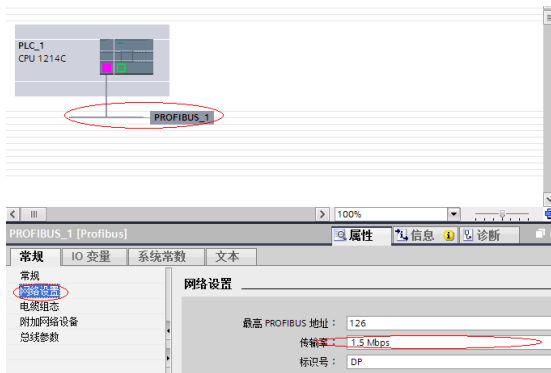 PLC_1
CPU 1214C
PROFIBUS_1
100%
PROFIBUS_1 [Profibus]
属性
信息
诊断
常规
IO 变量
系统常数
文本
常规
网络设置
电缆组态
附加网络设备
总线参数
网络设置
最高 PROFIBUS 地址：
126
传输率：
1.5 Mbps
标识号：
DP